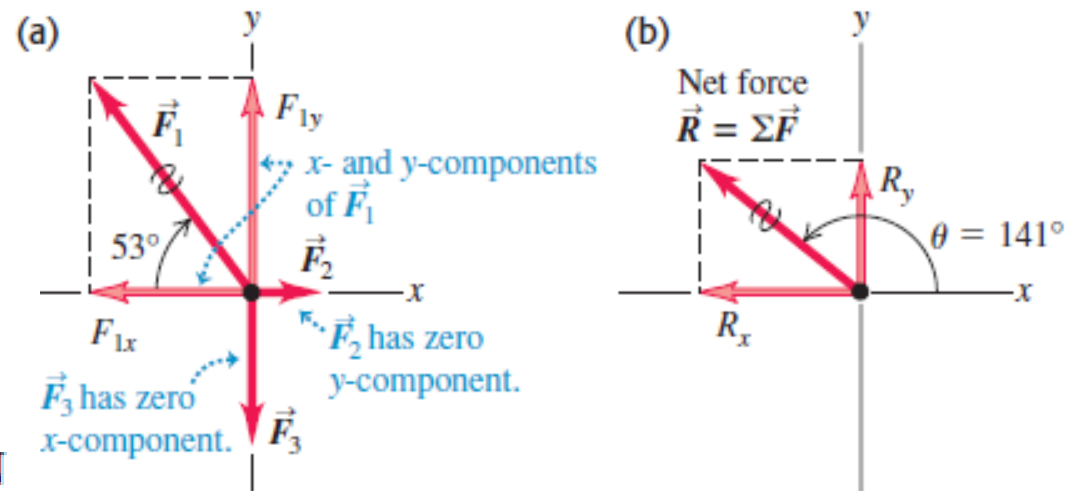 (a)
y
F⃗₁
F₁y
x- and y-components
of F⃗₁
53°
F⃗₂
x
F₁ₓ
F⃗₂ has zero
y-component.
F⃗₃ has zero
x-component.
F⃗₃
(b)
y
Net force
R⃗ = ΣF⃗
Ry
θ = 141°
x
Rₓ